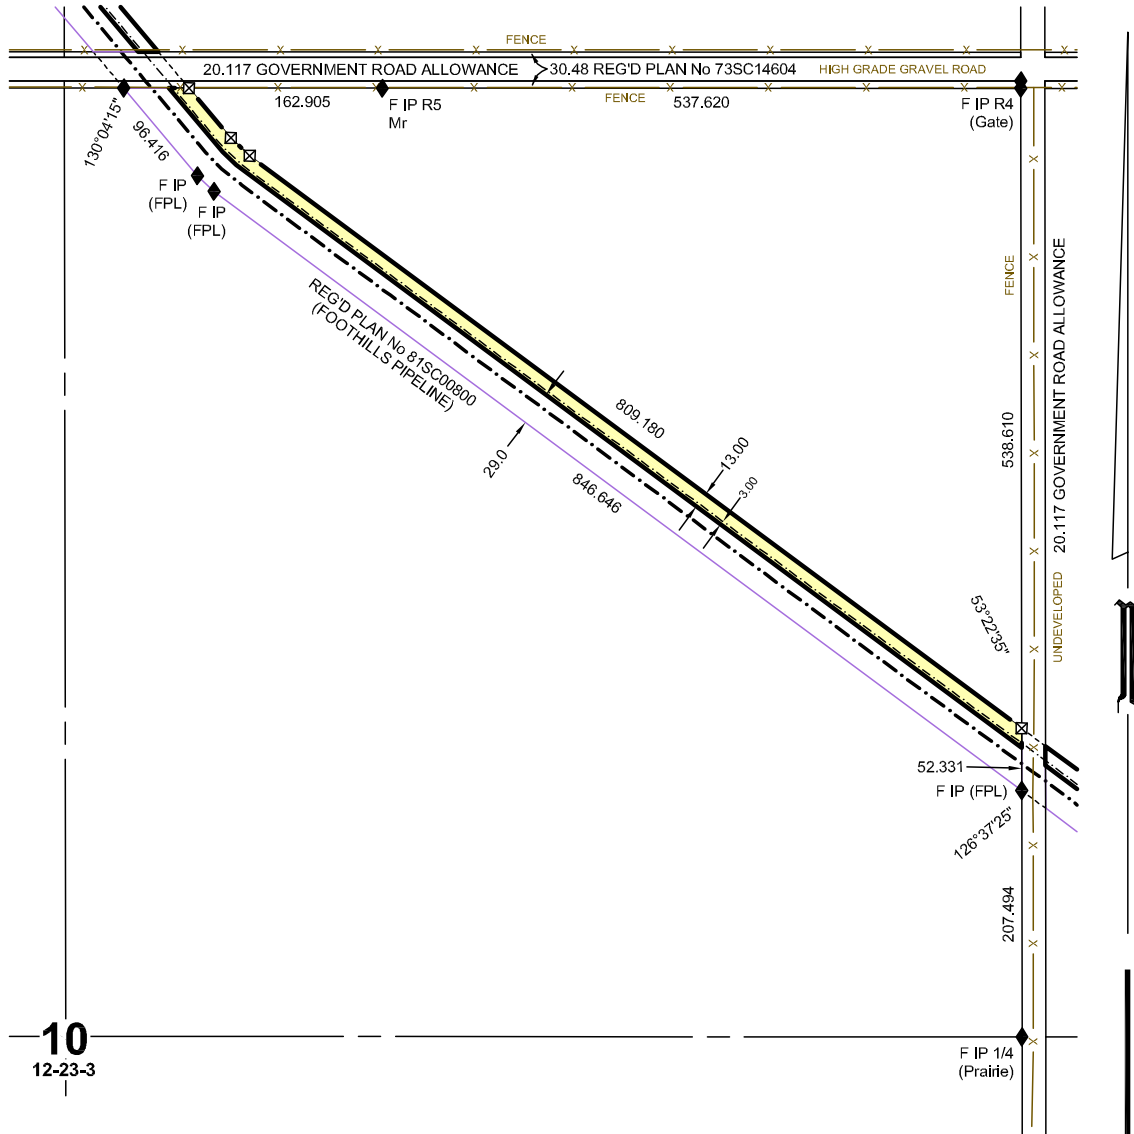 FENCE
20.117 GOVERNMENT ROAD ALLOWANCE
30.48 REG'D PLAN No 73SC14604
HIGH GRADE GRAVEL ROAD
162.905
F IP R5
Mr
FENCE
537.620
F IP R4
(Gate)
130°04'15"
96.416
F IP
(FPL)
F IP
(FPL)
REG'D PLAN No 81SC00800
(FOOTHILLS PIPELINE)
FENCE
20.117 GOVERNMENT ROAD ALLOWANCE
538.610
809.180
13.00
3.00
29.0
846.646
UNDEVELOPED
53°22'35"
52.331
F IP (FPL)
126°37'25"
207.494
10
12-23-3
F IP 1/4
(Prairie)